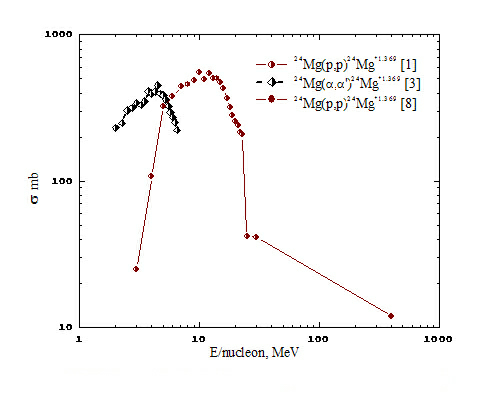 1000
²⁴Mg(p,p)²⁴Mg*1.369 [1]
²⁴Mg(α,α')²⁴Mg*1.369 [3]
²⁴Mg(p,p)²⁴Mg*1.369 [8]
σ mb
100
10
1 10 100 1000
E/nucleon, MeV